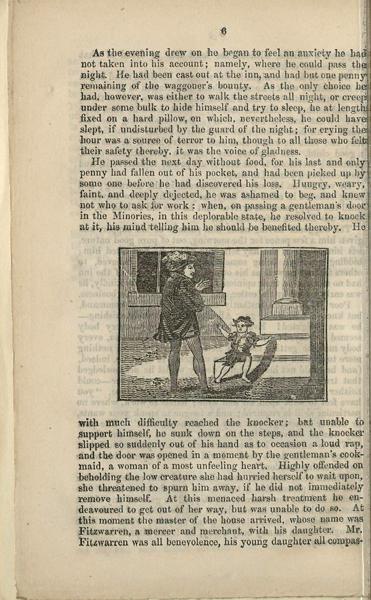 6
As the evening drew on he began to feel an anxiety he had
not taken into his account; namely, where he could pass the
night. He had been cast out at the inn, and had but one penny
remaining of the waggoner's bounty. As the only choice he
had, however, was either to walk the streets all night, or creep
under some bulk to hide himself and try to sleep, he at length
fixed on a hard pillow, on which, nevertheless, he could have
slept, if undisturbed by the guard of the night; for crying the
hour was a source of terror to him, though to all those who felt
their safety thereby, it was the voice of gladness.
He passed the next day without food, for his last and only
penny had fallen out of his pocket, and had been picked up by
some one before he had discovered his loss. Hungry, weary,
faint, and deeply dejected, he was ashamed to beg, and knew
not who to ask for work; when, on passing a gentleman's door
in the Minories, in this deplorable state, he resolved to knock
at it, his mind telling him he should be benefited thereby. He
with much difficulty reached the knocker; but unable to
support himself, he sunk down on the steps, and the knocker
slipped so suddenly out of his hand as to occasion a loud rap,
and the door was opened in a moment by the gentleman's cook-
maid, a woman of a most unfeeling heart. Highly offended on
beholding the low creature she had hurried herself to wait upon,
she threatened to spurn him away, if he did not immediately
remove himself. At this menaced harsh treatment he en-
deavoured to get out of her way, but was unable to do so. At
this moment the master of the house arrived, whose name was
Fitzwarren, a mercer and merchant, with his daughter. Mr.
Fitzwarren was all benevolence, his young daughter all compas-